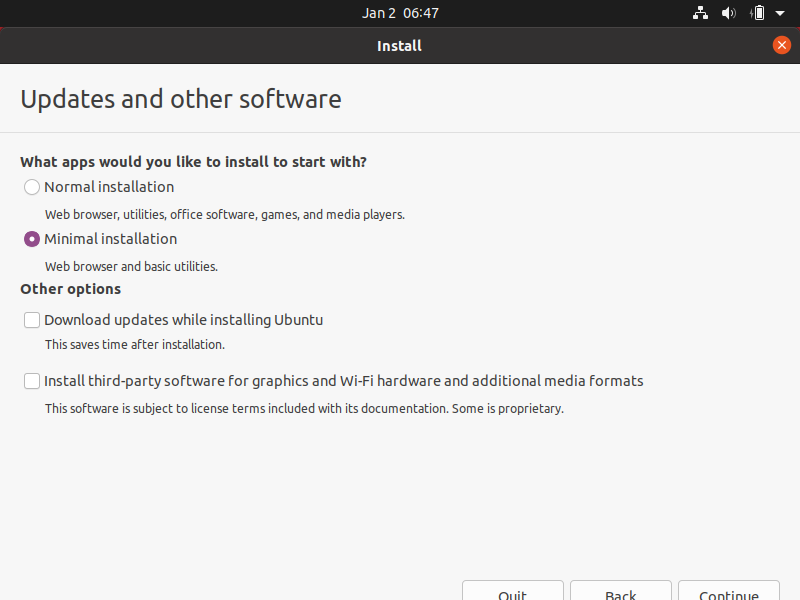 Jan 2 06:47
Install
Updates and other software
What apps would you like to install to start with?
Normal installation
Web browser, utilities, office software, games, and media players.
Minimal installation
Web browser and basic utilities.
Other options
Download updates while installing Ubuntu
This saves time after installation.
Install third-party software for graphics and Wi-Fi hardware and additional media formats
This software is subject to license terms included with its documentation. Some is proprietary.
Quit Back Continue